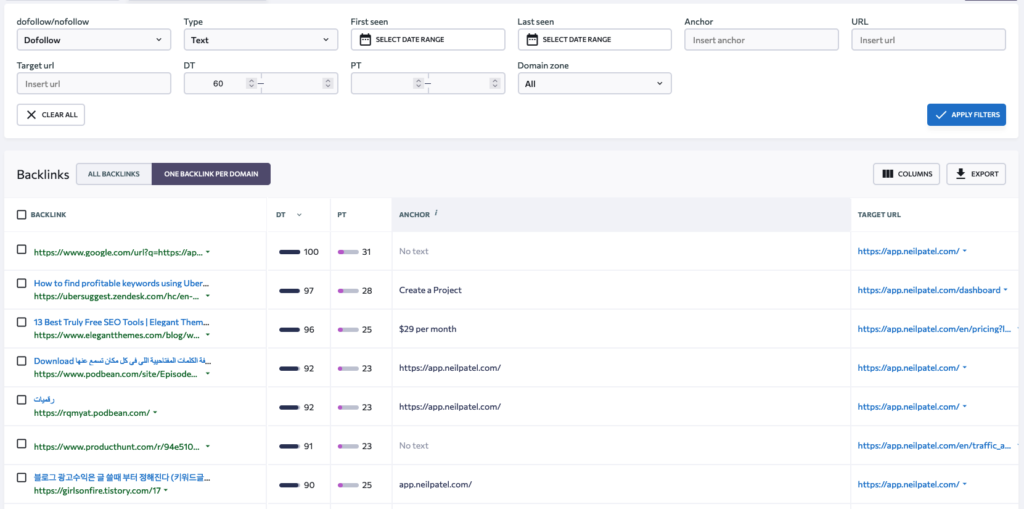 dofollow/nofollow
Type
First seen
Last seen
Anchor
URL
Dofollow
Text
SELECT DATE RANGE
SELECT DATE RANGE
Insert anchor
Insert url
Target url
DT
PT
Domain zone
Insert url
60
—
—
All
CLEAR ALL
APPLY FILTERS
Backlinks
ALL BACKLINKS
ONE BACKLINK PER DOMAIN
COLUMNS
EXPORT
BACKLINK
DT
PT
ANCHOR i
TARGET URL
https://www.google.com/url?q=https://ap...
100
31
No text
https://app.neilpatel.com/
How to find profitable keywords using Uber...
https://ubersuggest.zendesk.com/hc/en-...
97
28
Create a Project
https://app.neilpatel.com/dashboard
13 Best Truly Free SEO Tools | Elegant Them...
https://www.elegantthemes.com/blog/w...
96
25
$29 per month
https://app.neilpatel.com/en/pricing?l...
Download فة الكلمات المفتاحيية اللى فى كل مكان تسمع عنها...
https://www.podbean.com/site/Episode...
92
23
https://app.neilpatel.com/
https://app.neilpatel.com/
رقميات
https://rqmyat.podbean.com/
92
23
https://app.neilpatel.com/
https://app.neilpatel.com/
https://www.producthunt.com/r/94e510...
91
23
No text
https://app.neilpatel.com/en/traffic_a...
블로그 광고수익은 글 쓸때 부터 정해진다 (키워드글...
https://girlsonfire.tistory.com/17
90
25
app.neilpatel.com/
https://app.neilpatel.com/